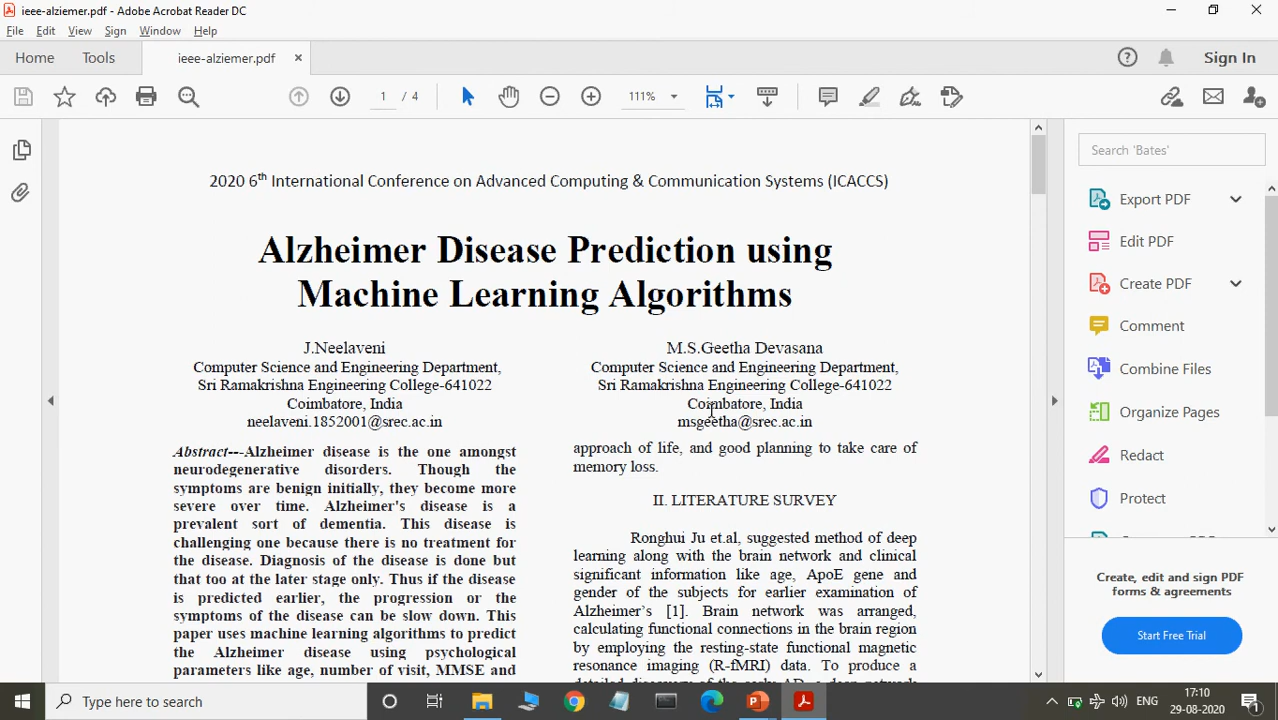 ieee-alziemer.pdf - Adobe Acrobat Reader DC
File Edit View Sign Window Help
Home Tools ieee-alziemer.pdf × Sign In
1 / 4 111%
2020 6th International Conference on Advanced Computing & Communication Systems (ICACCS)
Alzheimer Disease Prediction using
Machine Learning Algorithms
J.Neelaveni
Computer Science and Engineering Department,
Sri Ramakrishna Engineering College-641022
Coimbatore, India
neelaveni.1852001@srec.ac.in
M.S.Geetha Devasana
Computer Science and Engineering Department,
Sri Ramakrishna Engineering College-641022
Coimbatore, India
msgeetha@srec.ac.in
Abstract---Alzheimer disease is the one amongst
neurodegenerative disorders. Though the
symptoms are benign initially, they become more
severe over time. Alzheimer's disease is a
prevalent sort of dementia. This disease is
challenging one because there is no treatment for
the disease. Diagnosis of the disease is done but
that too at the later stage only. Thus if the disease
is predicted earlier, the progression or the
symptoms of the disease can be slow down. This
paper uses machine learning algorithms to predict
the Alzheimer disease using psychological
parameters like age, number of visit, MMSE and
approach of life, and good planning to take care of
memory loss.
II. LITERATURE SURVEY
Ronghui Ju et.al, suggested method of deep
learning along with the brain network and clinical
significant information like age, ApoE gene and
gender of the subjects for earlier examination of
Alzheimer's [1]. Brain network was arranged,
calculating functional connections in the brain region
by employing the resting-state functional magnetic
resonance imaging (R-fMRI) data. To produce a
detailed discovery of the early AD, a deep network
Search 'Bates'
Export PDF
Edit PDF
Create PDF
Comment
Combine Files
Organize Pages
Redact
Protect
Create, edit and sign PDF
forms & agreements
Start Free Trial
Type here to search
ENG
17:10
29-08-2020
1